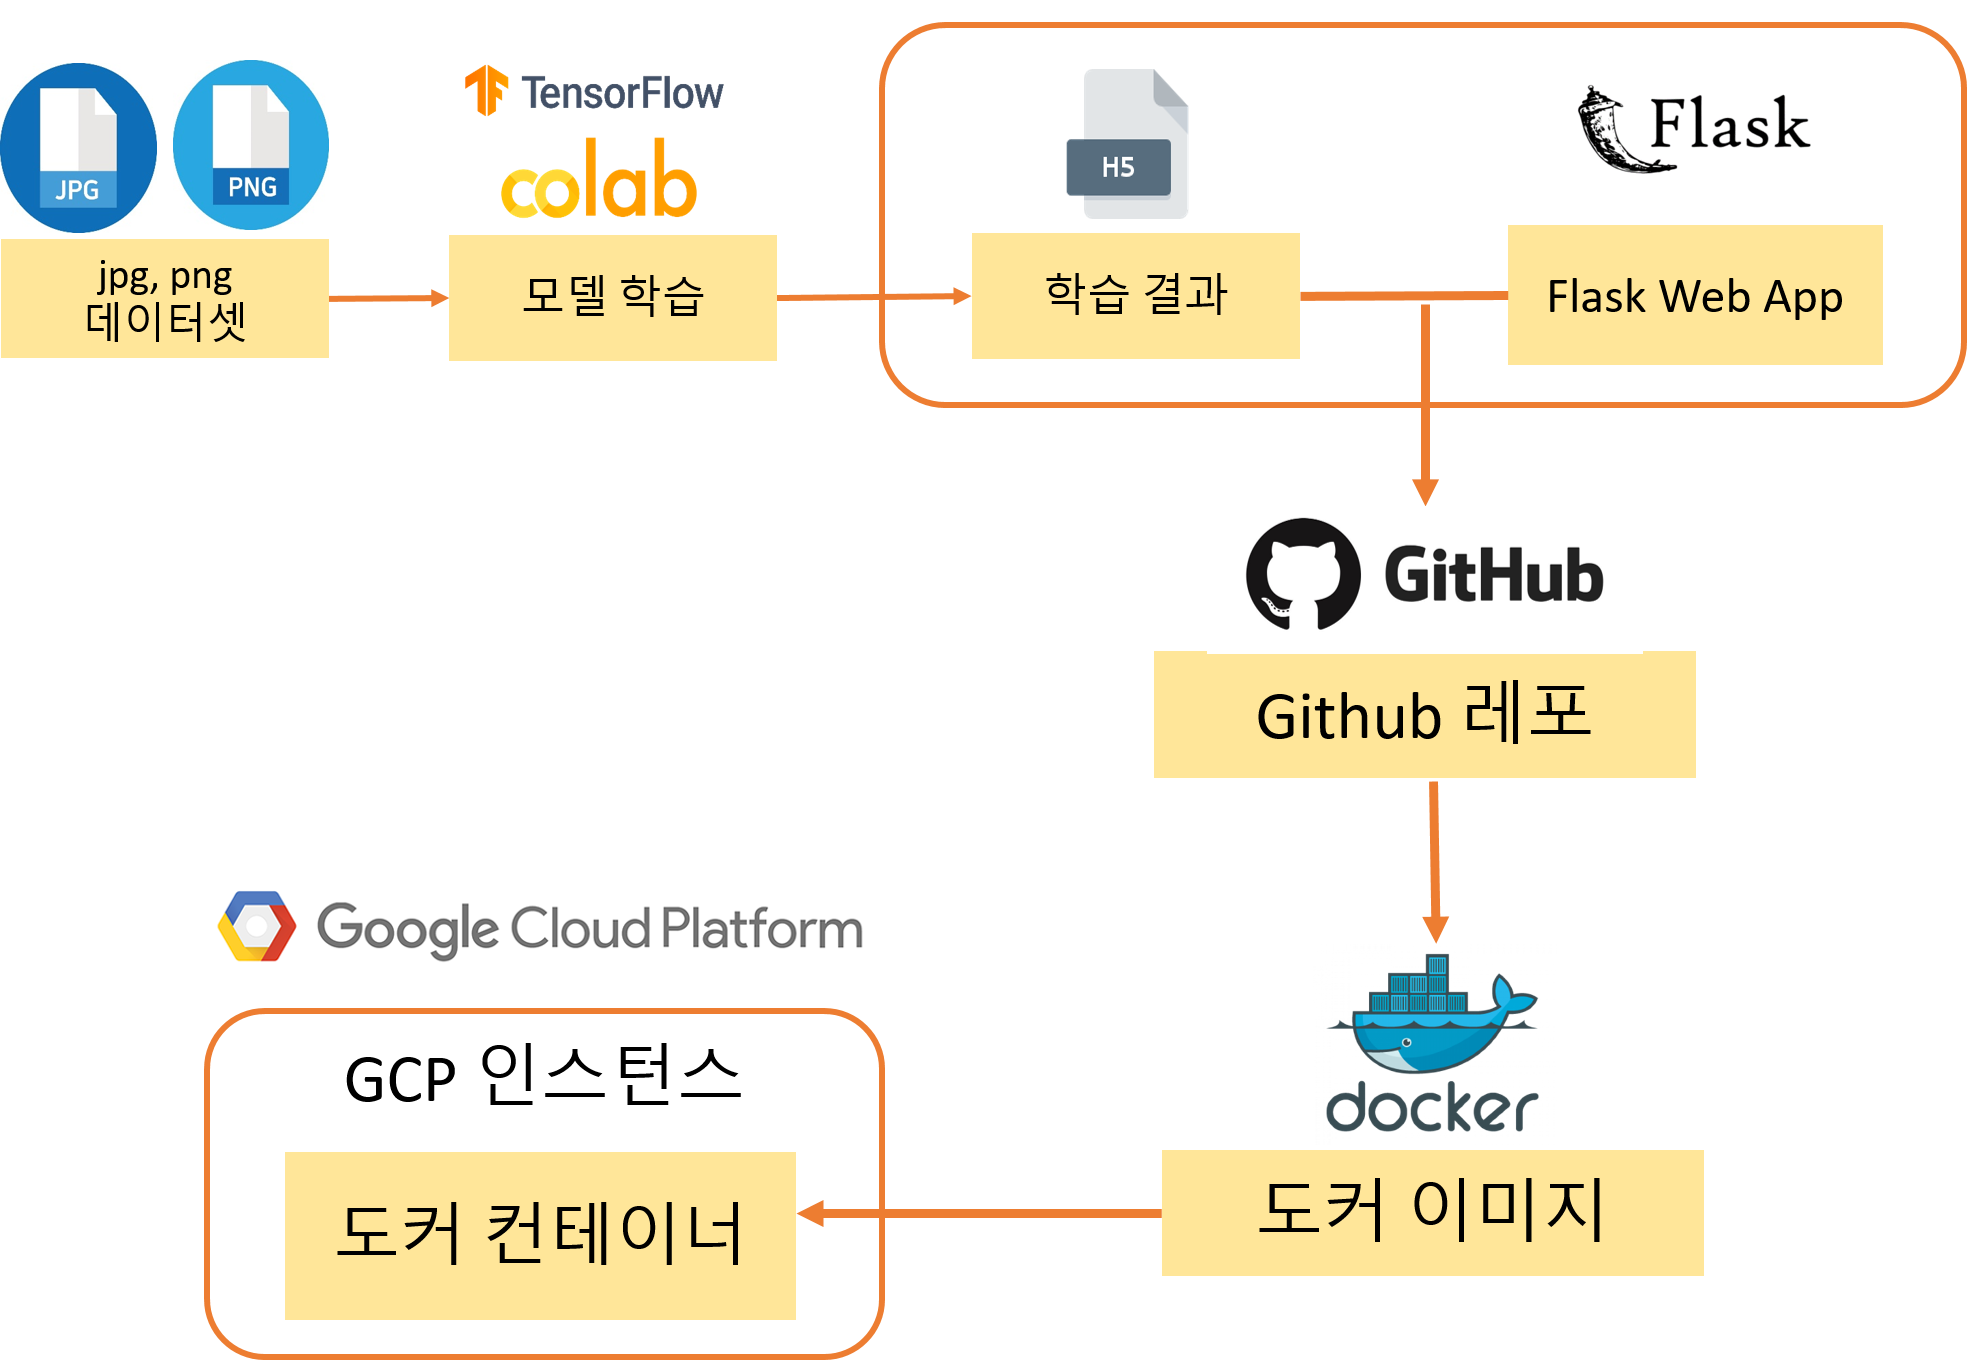 JPG
PNG
jpg, png
데이터셋
TensorFlow
colab
모델 학습
H5
학습 결과
Flask
Flask Web App
GitHub
Github 레포
docker
도커 이미지
Google Cloud Platform
GCP 인스턴스
도커 컨테이너